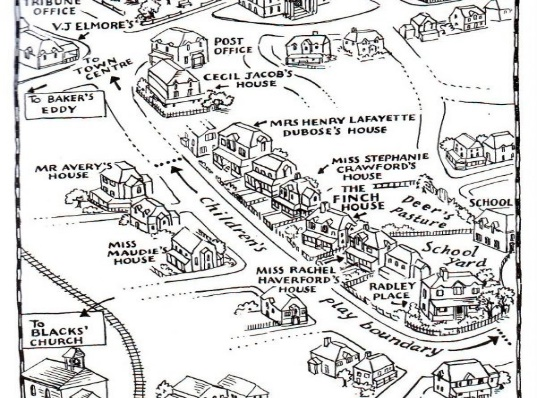 TRIBUNE
OFFICE
V.J ELMORE'S
POST
OFFICE
TO
TOWN
CENTRE
CECIL JACOB'S
HOUSE
TO BAKER'S
EDDY
MRS HENRY LAFAYETTE
DUBOSE'S HOUSE
MISS STEPHANIE
CRAWFORD'S
HOUSE
MR AVERY'S
HOUSE
THE
FINCH
HOUSE
Deer's
Pasture
SCHOOL
Children's
School
Yard
MISS
MAUDIE'S
HOUSE
MISS RACHEL
HAVERFORD'S
HOUSE
RADLEY
PLACE
play boundary
To
BLACKS'
CHURCH